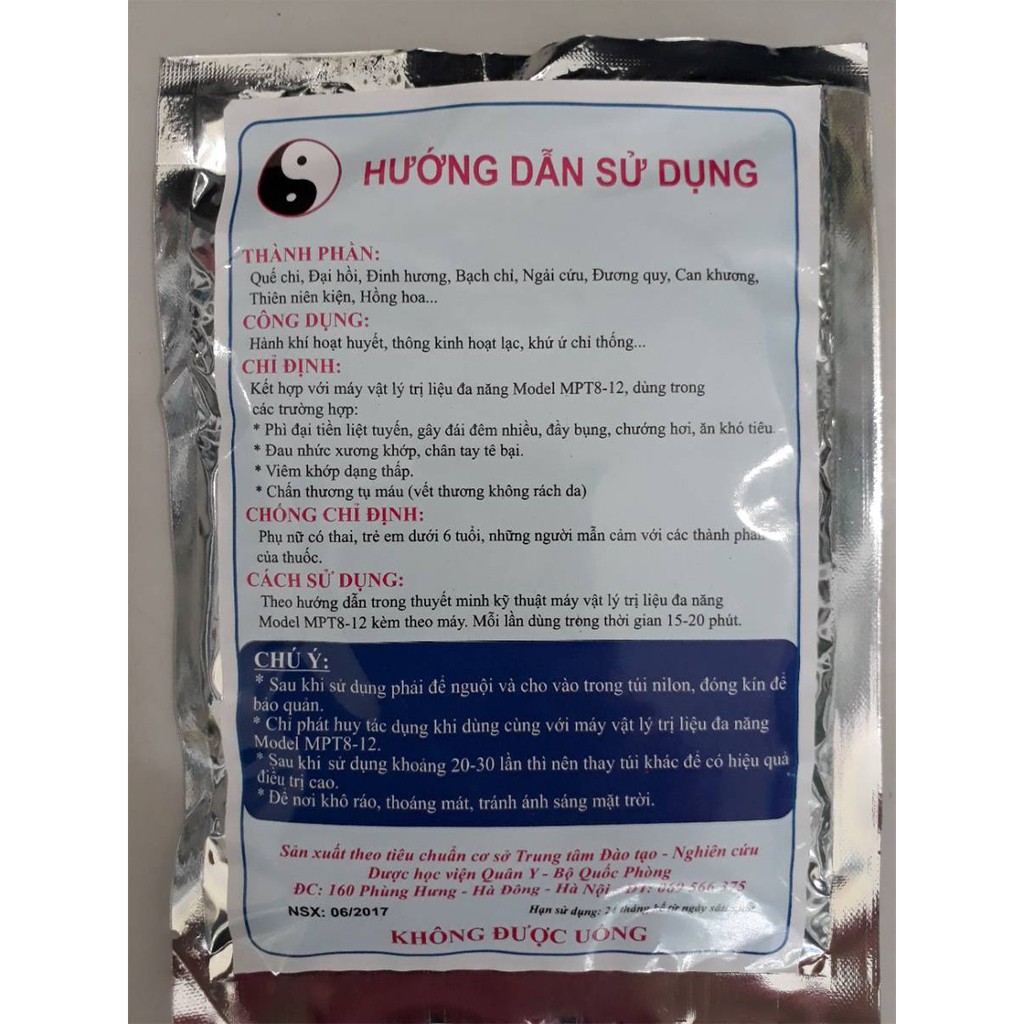 HƯỚNG DẪN SỬ DỤNG
THÀNH PHẦN:
Quế chi, Đại hồi, Đinh hương, Bạch chỉ, Ngải cứu, Đương quy, Can khương,
Thiên niên kiện, Hồng hoa...
CÔNG DỤNG:
Hành khí hoạt huyết, thông kinh hoạt lạc, khứ ứ chỉ thống...
CHỈ ĐỊNH:
Kết hợp với máy vật lý trị liệu đa năng Model MPT8-12, dùng trong
các trường hợp:
* Phì đại tiền liệt tuyến, gây đái đêm nhiều, đầy bụng, chướng hơi, ăn khó tiêu.
* Đau nhức xương khớp, chân tay tê bại.
* Viêm khớp dạng thấp.
* Chấn thương tụ máu (vết thương không rách da)
CHỐNG CHỈ ĐỊNH:
Phụ nữ có thai, trẻ em dưới 6 tuổi, những người mẫn cảm với các thành phần
của thuốc.
CÁCH SỬ DỤNG:
Theo hướng dẫn trong thuyết minh kỹ thuật máy vật lý trị liệu đa năng
Model MPT8-12 kèm theo máy. Mỗi lần dùng trong thời gian 15-20 phút.
CHÚ Ý:
* Sau khi sử dụng phải để nguội và cho vào trong túi nilon, đóng kín để
bảo quản.
* Chỉ phát huy tác dụng khi dùng cùng với máy vật lý trị liệu đa năng
Model MPT8-12.
* Sau khi sử dụng khoảng 20-30 lần thì nên thay túi khác để có hiệu quả
điều trị cao.
* Để nơi khô ráo, thoáng mát, tránh ánh sáng mặt trời.
Sản xuất theo tiêu chuẩn cơ sở Trung tâm Đào tạo - Nghiên cứu
Dược học viện Quân Y - Bộ Quốc Phòng
ĐC: 160 Phùng Hưng - Hà Đông - Hà Nội - ĐT: 069 566 375
NSX: 06/2017
Hạn sử dụng: 24 tháng kể từ ngày sản xuất
KHÔNG ĐƯỢC UỐNG